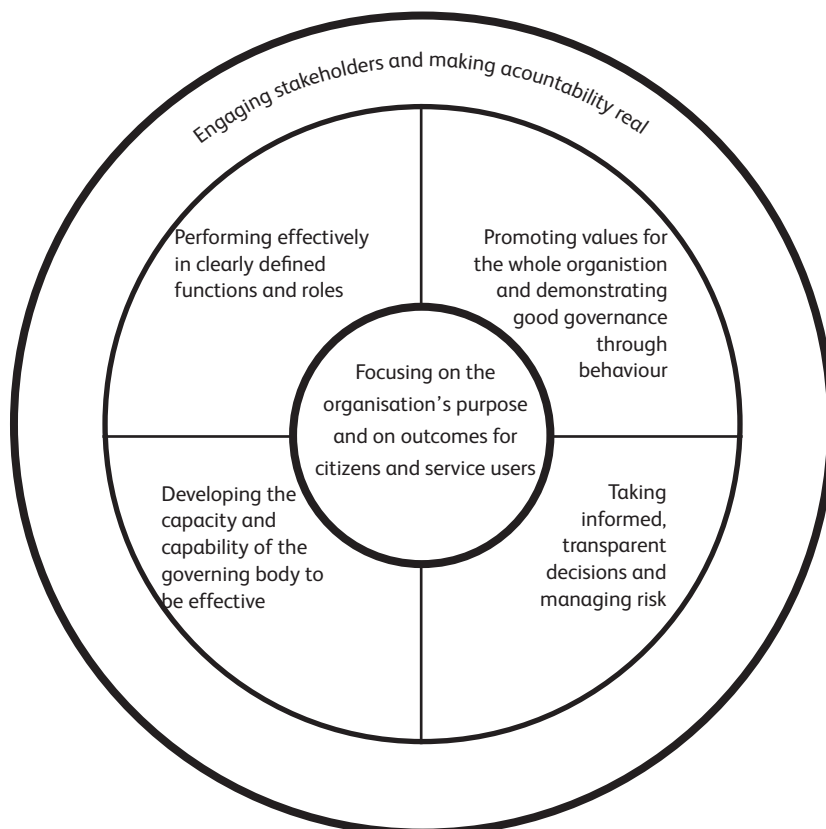 Engaging stakeholders and making acountability real
Performing effectively
in clearly defined
functions and roles
Promoting values for
the whole organistion
and demonstrating
good governance
through
behaviour
Focusing on the
organisation's purpose
and on outcomes for
citizens and service users
Developing the
capacity and
capability of the
governing body to
be effective
Taking
informed,
transparent
decisions and
managing risk